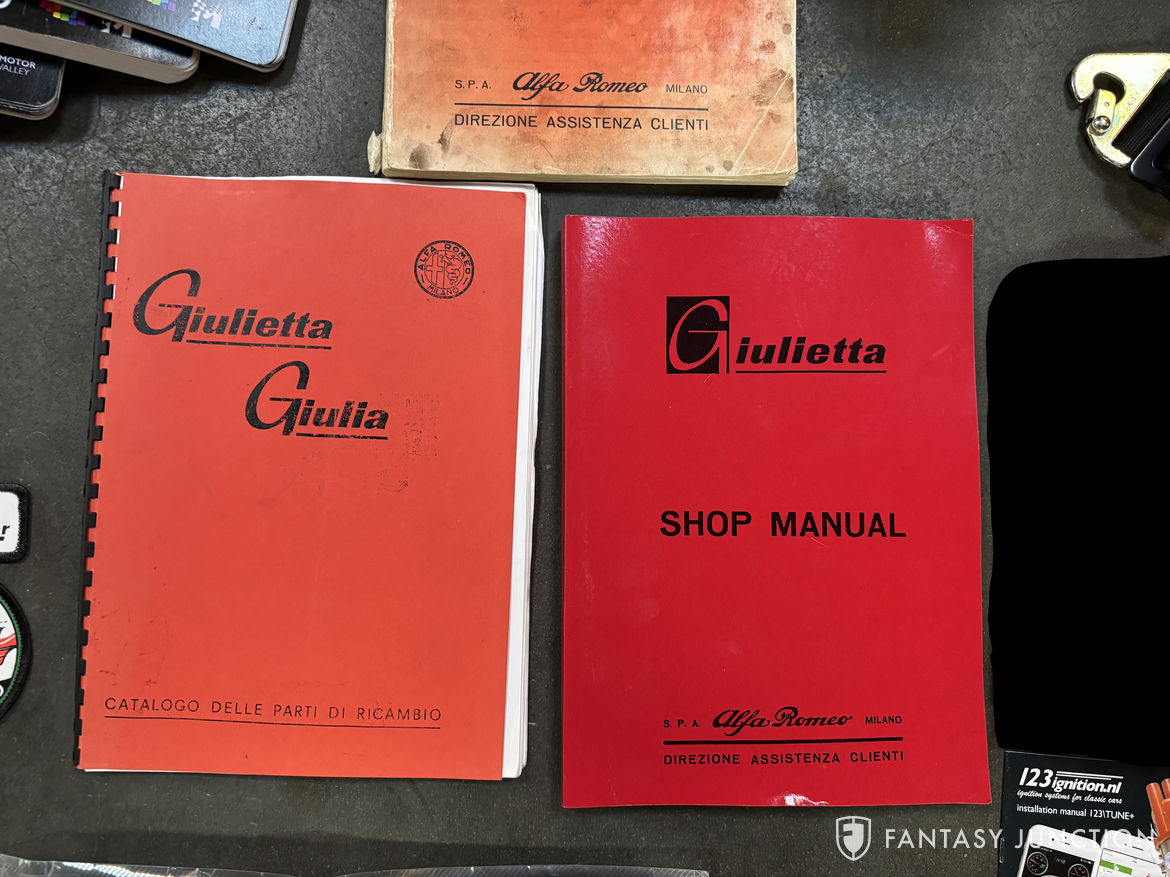 MOTOR
VALLEY
S.P.A. Alfa Romeo MILANO
DIREZIONE ASSISTENZA CLIENTI
ALFA ROMEO
MILANO
Giulietta
Giulia
CATALOGO DELLE PARTI DI RICAMBIO
Giulietta
SHOP MANUAL
S.P.A. Alfa Romeo MILANO
DIREZIONE ASSISTENZA CLIENTI
123ignition.nl
ignition systems for classic cars
installation manual 123\TUNE+
FANTASY JUNCTION